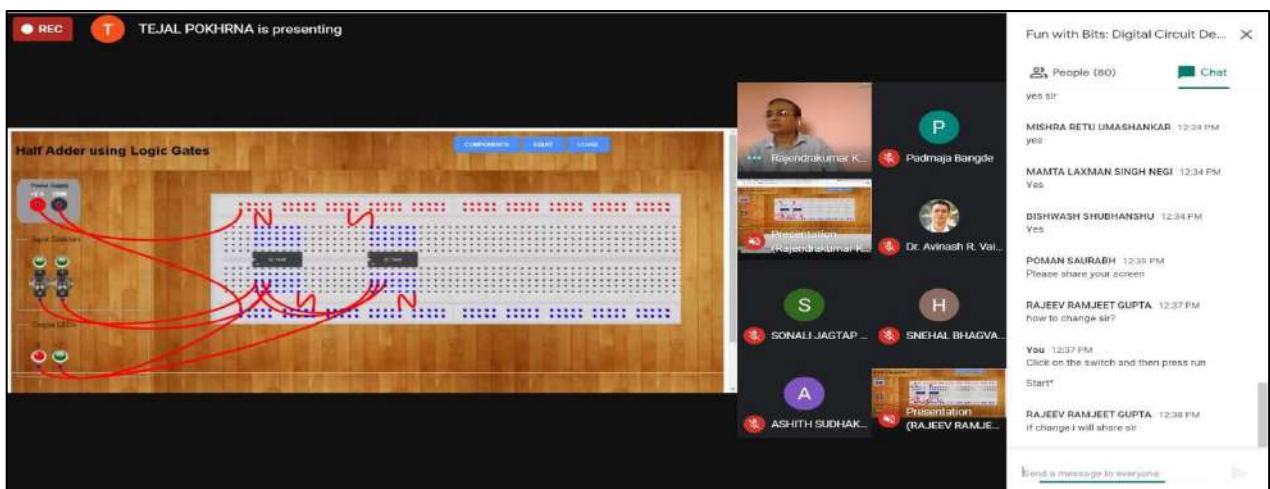 REC
T
TEJAL POKHRNA is presenting
Half Adder using Logic Gates
COMPONENTS
START
Power Supply
Output LEDs
Rajendrakumar K...
P
Padmaja Bangde
Presentation
(Rajendrakumar K...
Dr. Avinash R. Vai...
S
SONALI JAGTAP ...
H
SNEHAL BHAGVA...
A
ASHITH SUDHAK...
Presentation
(RAJEEV RAMJE...
Fun with Bits: Digital Circuit De...
People (80)
Chat
yes sir
MISHRA RETU UMASHANKAR 12:34 PM
yes
MAMTA LAXMAN SINGH NEGI 12:34 PM
Yes
BISHWASH SHUBHANSHU 12:34 PM
Yes
POMAN SAURABH 12:35 PM
Please share your screen
RAJEEV RAMJEET GUPTA 12:37 PM
how to change sir?
You 12:37 PM
Click on the switch and then press run
Start*
RAJEEV RAMJEET GUPTA 12:38 PM
if change i will share sir
Send a message to everyone